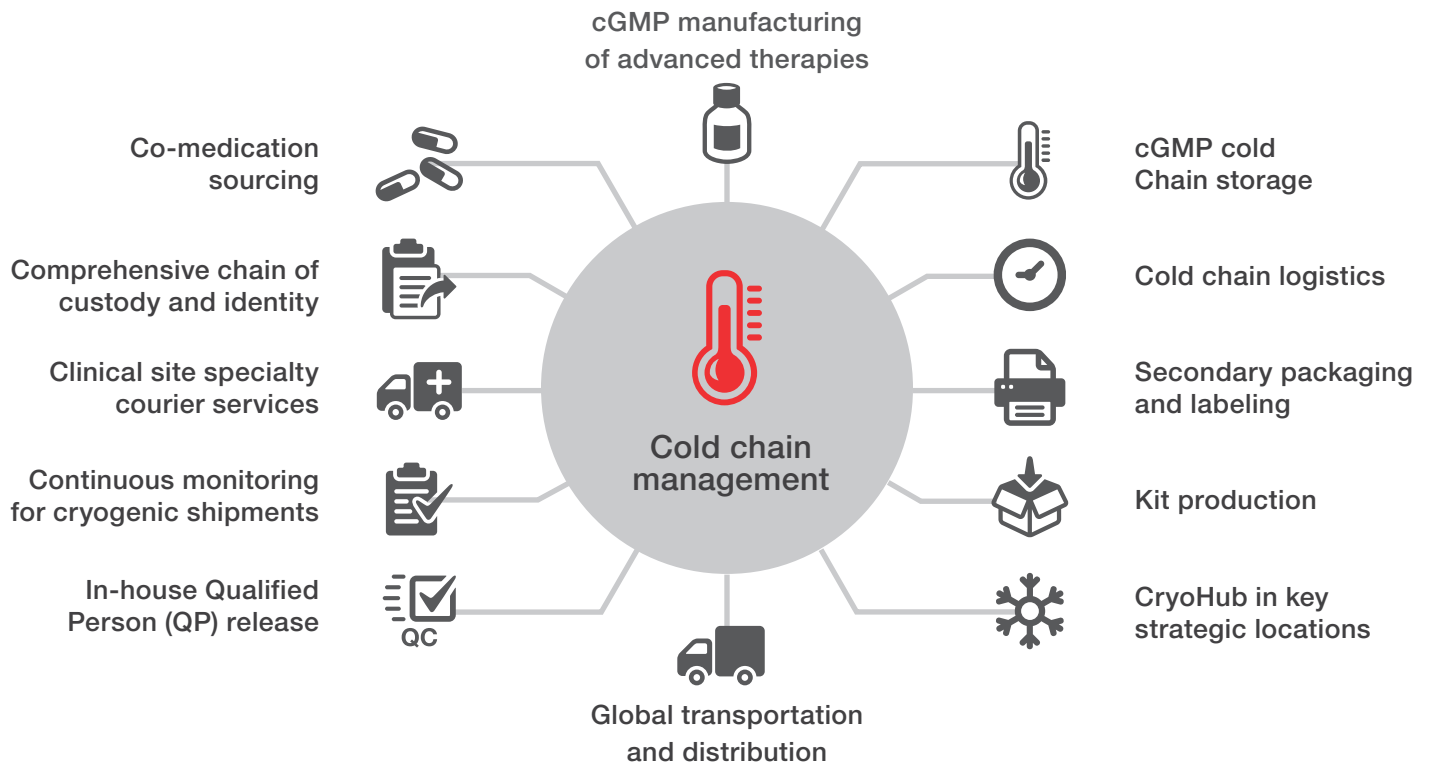 cGMP manufacturing
of advanced therapies
Co-medication
sourcing
Comprehensive chain of
custody and identity
Clinical site specialty
courier services
Continuous monitoring
for cryogenic shipments
In-house Qualified
Person (QP) release
QC
Cold chain
management
cGMP cold
Chain storage
Cold chain logistics
Secondary packaging
and labeling
Kit production
CryoHub in key
strategic locations
Global transportation
and distribution